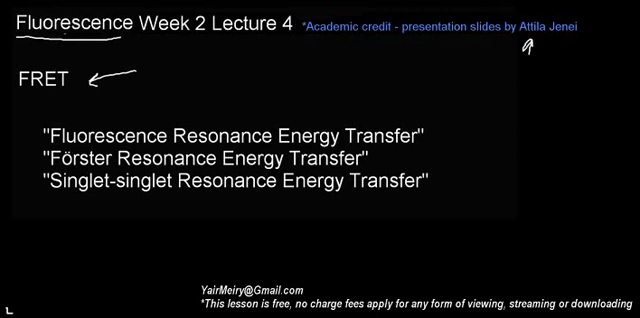 Fluorescence Week 2 Lecture 4 *Academic credit - presentation slides by Attila Jenei
FRET
"Fluorescence Resonance Energy Transfer"
"Förster Resonance Energy Transfer"
"Singlet-singlet Resonance Energy Transfer"
YairMeiry@Gmail.com
*This lesson is free, no charge fees apply for any form of viewing, streaming or downloading